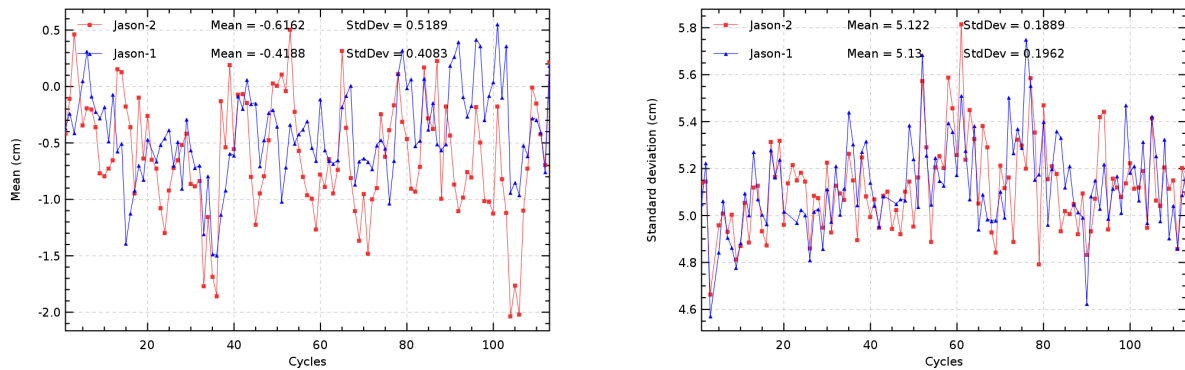 Jason-2 Mean = -0.6162 StdDev = 0.5189
Jason-1 Mean = -0.4188 StdDev = 0.4083
0.5
0.0
-0.5
-1.0
-1.5
-2.0
Mean (cm)
20 40 60 80 100
Cycles
5.8
Jason-2 Mean = 5.122 StdDev = 0.1889
Jason-1 Mean = 5.13 StdDev = 0.1962
5.6
5.4
5.2
5.0
4.8
4.6
Standard deviation (cm)
20 40 60 80 100
Cycles